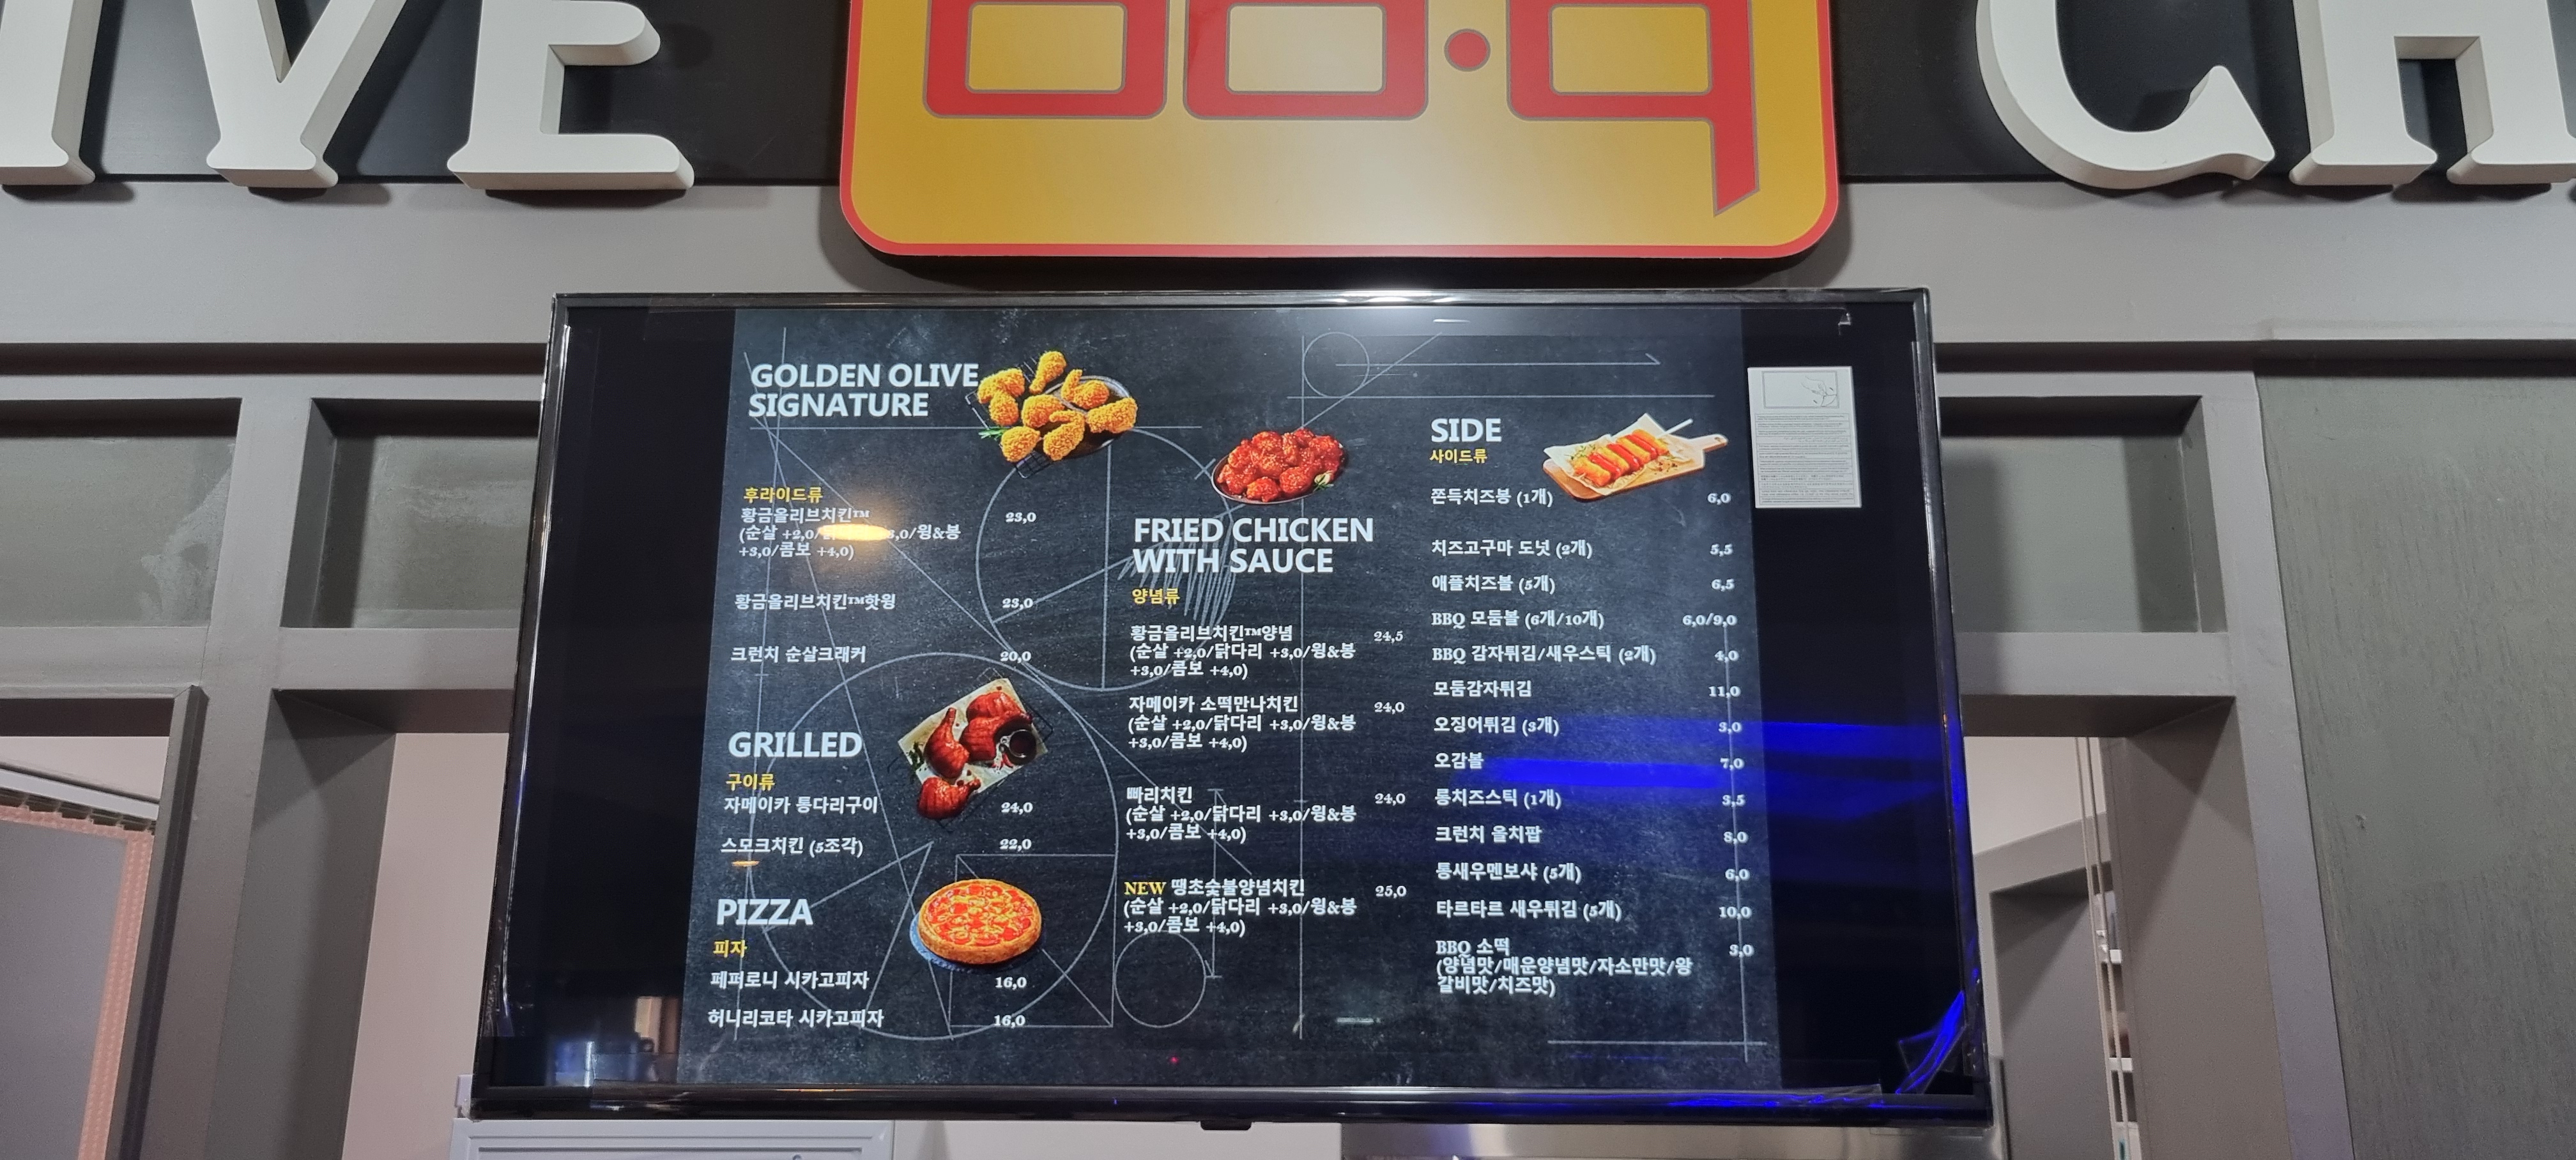 IVE
BB.Q
CH
GOLDEN OLIVE
SIGNATURE
후라이드류
황금올리브치킨™ 23,0
(순살 +2,0/ 3,0/윙&봉
+3,0/콤보 +4,0)
황금올리브치킨™핫윙 23,0
크런치 순살크래커 20,0
GRILLED
구이류
자메이카 통다리구이 24,0
스모크치킨 (5조각) 22,0
PIZZA
피자
페퍼로니 시카고피자 16,0
허니리코타 시카고피자 16,0
FRIED CHICKEN
WITH SAUCE
양념류
황금올리브치킨™양념 24,5
(순살 +2,0/닭다리 +3,0/윙&봉
+3,0/콤보 +4,0)
자메이카 소떡만나치킨 24,0
(순살 +2,0/닭다리 +3,0/윙&봉
+3,0/콤보 +4,0)
빠리치킨 24,0
(순살 +2,0/닭다리 +3,0/윙&봉
+3,0/콤보 +4,0)
NEW 땡초숯불양념치킨 25,0
(순살 +2,0/닭다리 +3,0/윙&봉
+3,0/콤보 +4,0)
SIDE
사이드류
쫀득치즈봉 (1개) 6,0
치즈고구마 도넛 (2개) 5,5
애플치즈볼 (5개) 6,5
BBQ 모둠볼 (6개/10개) 6,0/9,0
BBQ 감자튀김/새우스틱 (2개) 4,0
모둠감자튀김 11,0
오징어튀김 (3개) 3,0
오감볼 7,0
롱치즈스틱 (1개) 3,5
크런치 올치팝 8,0
통새우멘보샤 (5개) 6,0
타르타르 새우튀김 (5개) 10,0
BBQ 소떡 3,0
(양념맛/매운양념맛/자소만맛/왕
갈비맛/치즈맛)